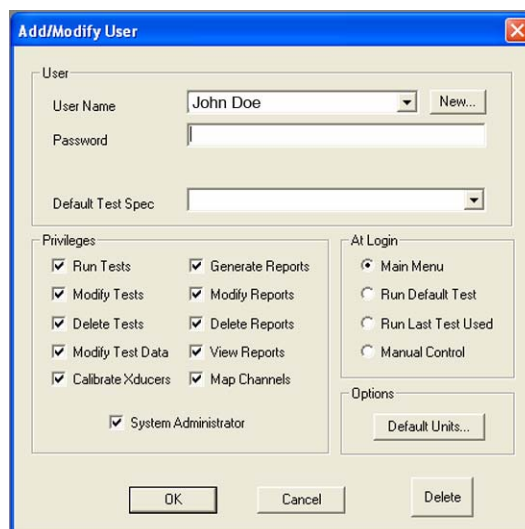 Add/Modify User
User
User Name John Doe New...
Password
Default Test Spec
Privileges
Run Tests Generate Reports
Modify Tests Modify Reports
Delete Tests Delete Reports
Modify Test Data View Reports
Calibrate Xducers Map Channels
System Administrator
At Login
Main Menu
Run Default Test
Run Last Test Used
Manual Control
Options
Default Units...
OK Cancel Delete